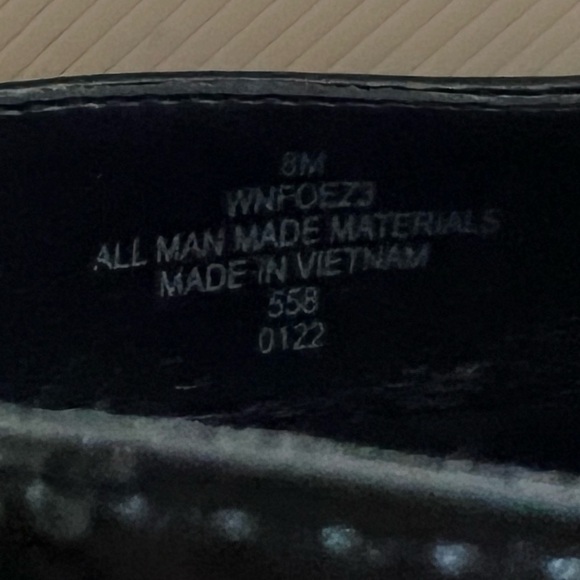 8M
WNFOEZ3
ALL MAN MADE MATERIALS
MADE IN VIETNAM
558
0122